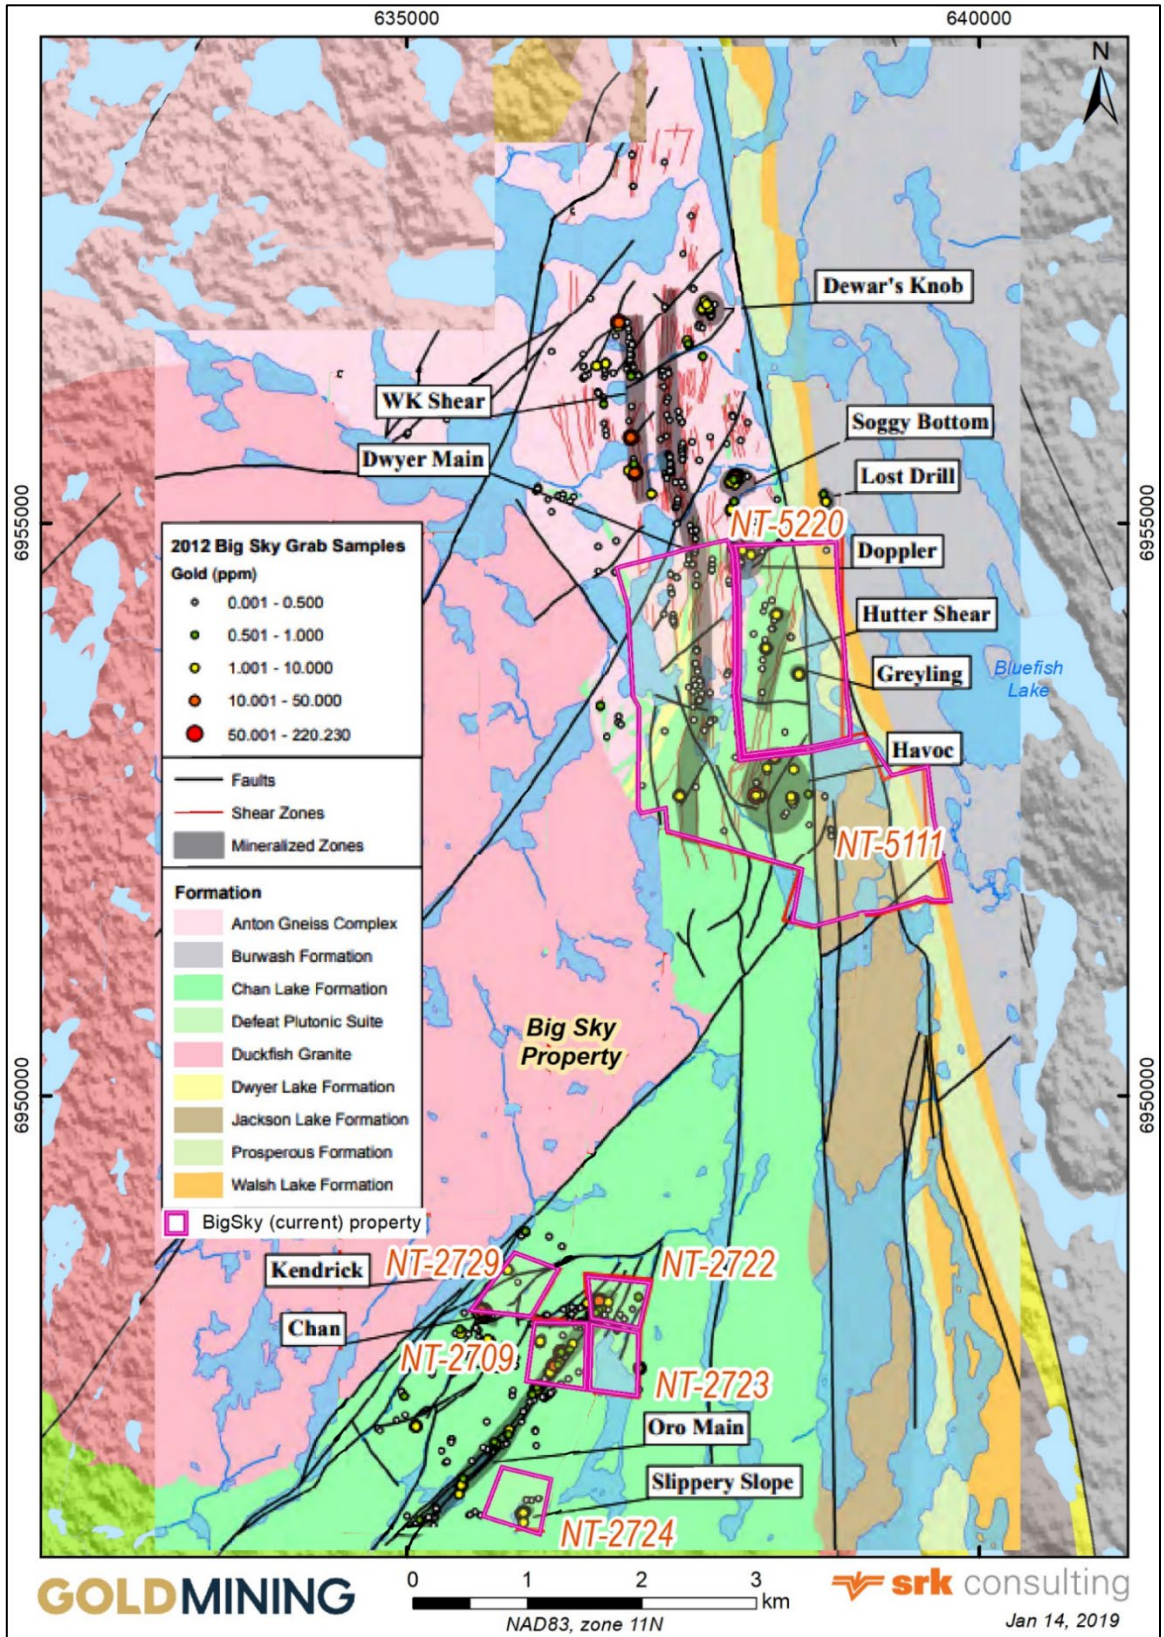 635000
640000
N
Dewar's Knob
WK Shear
Soggy Bottom
Dwyer Main
Lost Drill
6955000
6955000
NT-5220
2012 Big Sky Grab Samples
Gold (ppm)
0.001 - 0.500
0.501 - 1.000
1.001 - 10.000
10.001 - 50.000
50.001 - 220.230
Faults
Shear Zones
Mineralized Zones
Formation
Anton Gneiss Complex
Burwash Formation
Chan Lake Formation
Defeat Plutonic Suite
Duckfish Granite
Dwyer Lake Formation
Jackson Lake Formation
Prosperous Formation
Walsh Lake Formation
BigSky (current) property
Doppler
Hutter Shear
Bluefish
Lake
Greyling
Havoc
NT-5111
Big Sky
Property
6950000
6950000
NT-2729
NT-2722
Kendrick
Chan
NT-2709
NT-2723
Oro Main
Slippery Slope
NT-2724
GOLDMINING
0 1 2 3
km
NAD83, zone 11N
srk consulting
Jan 14, 2019